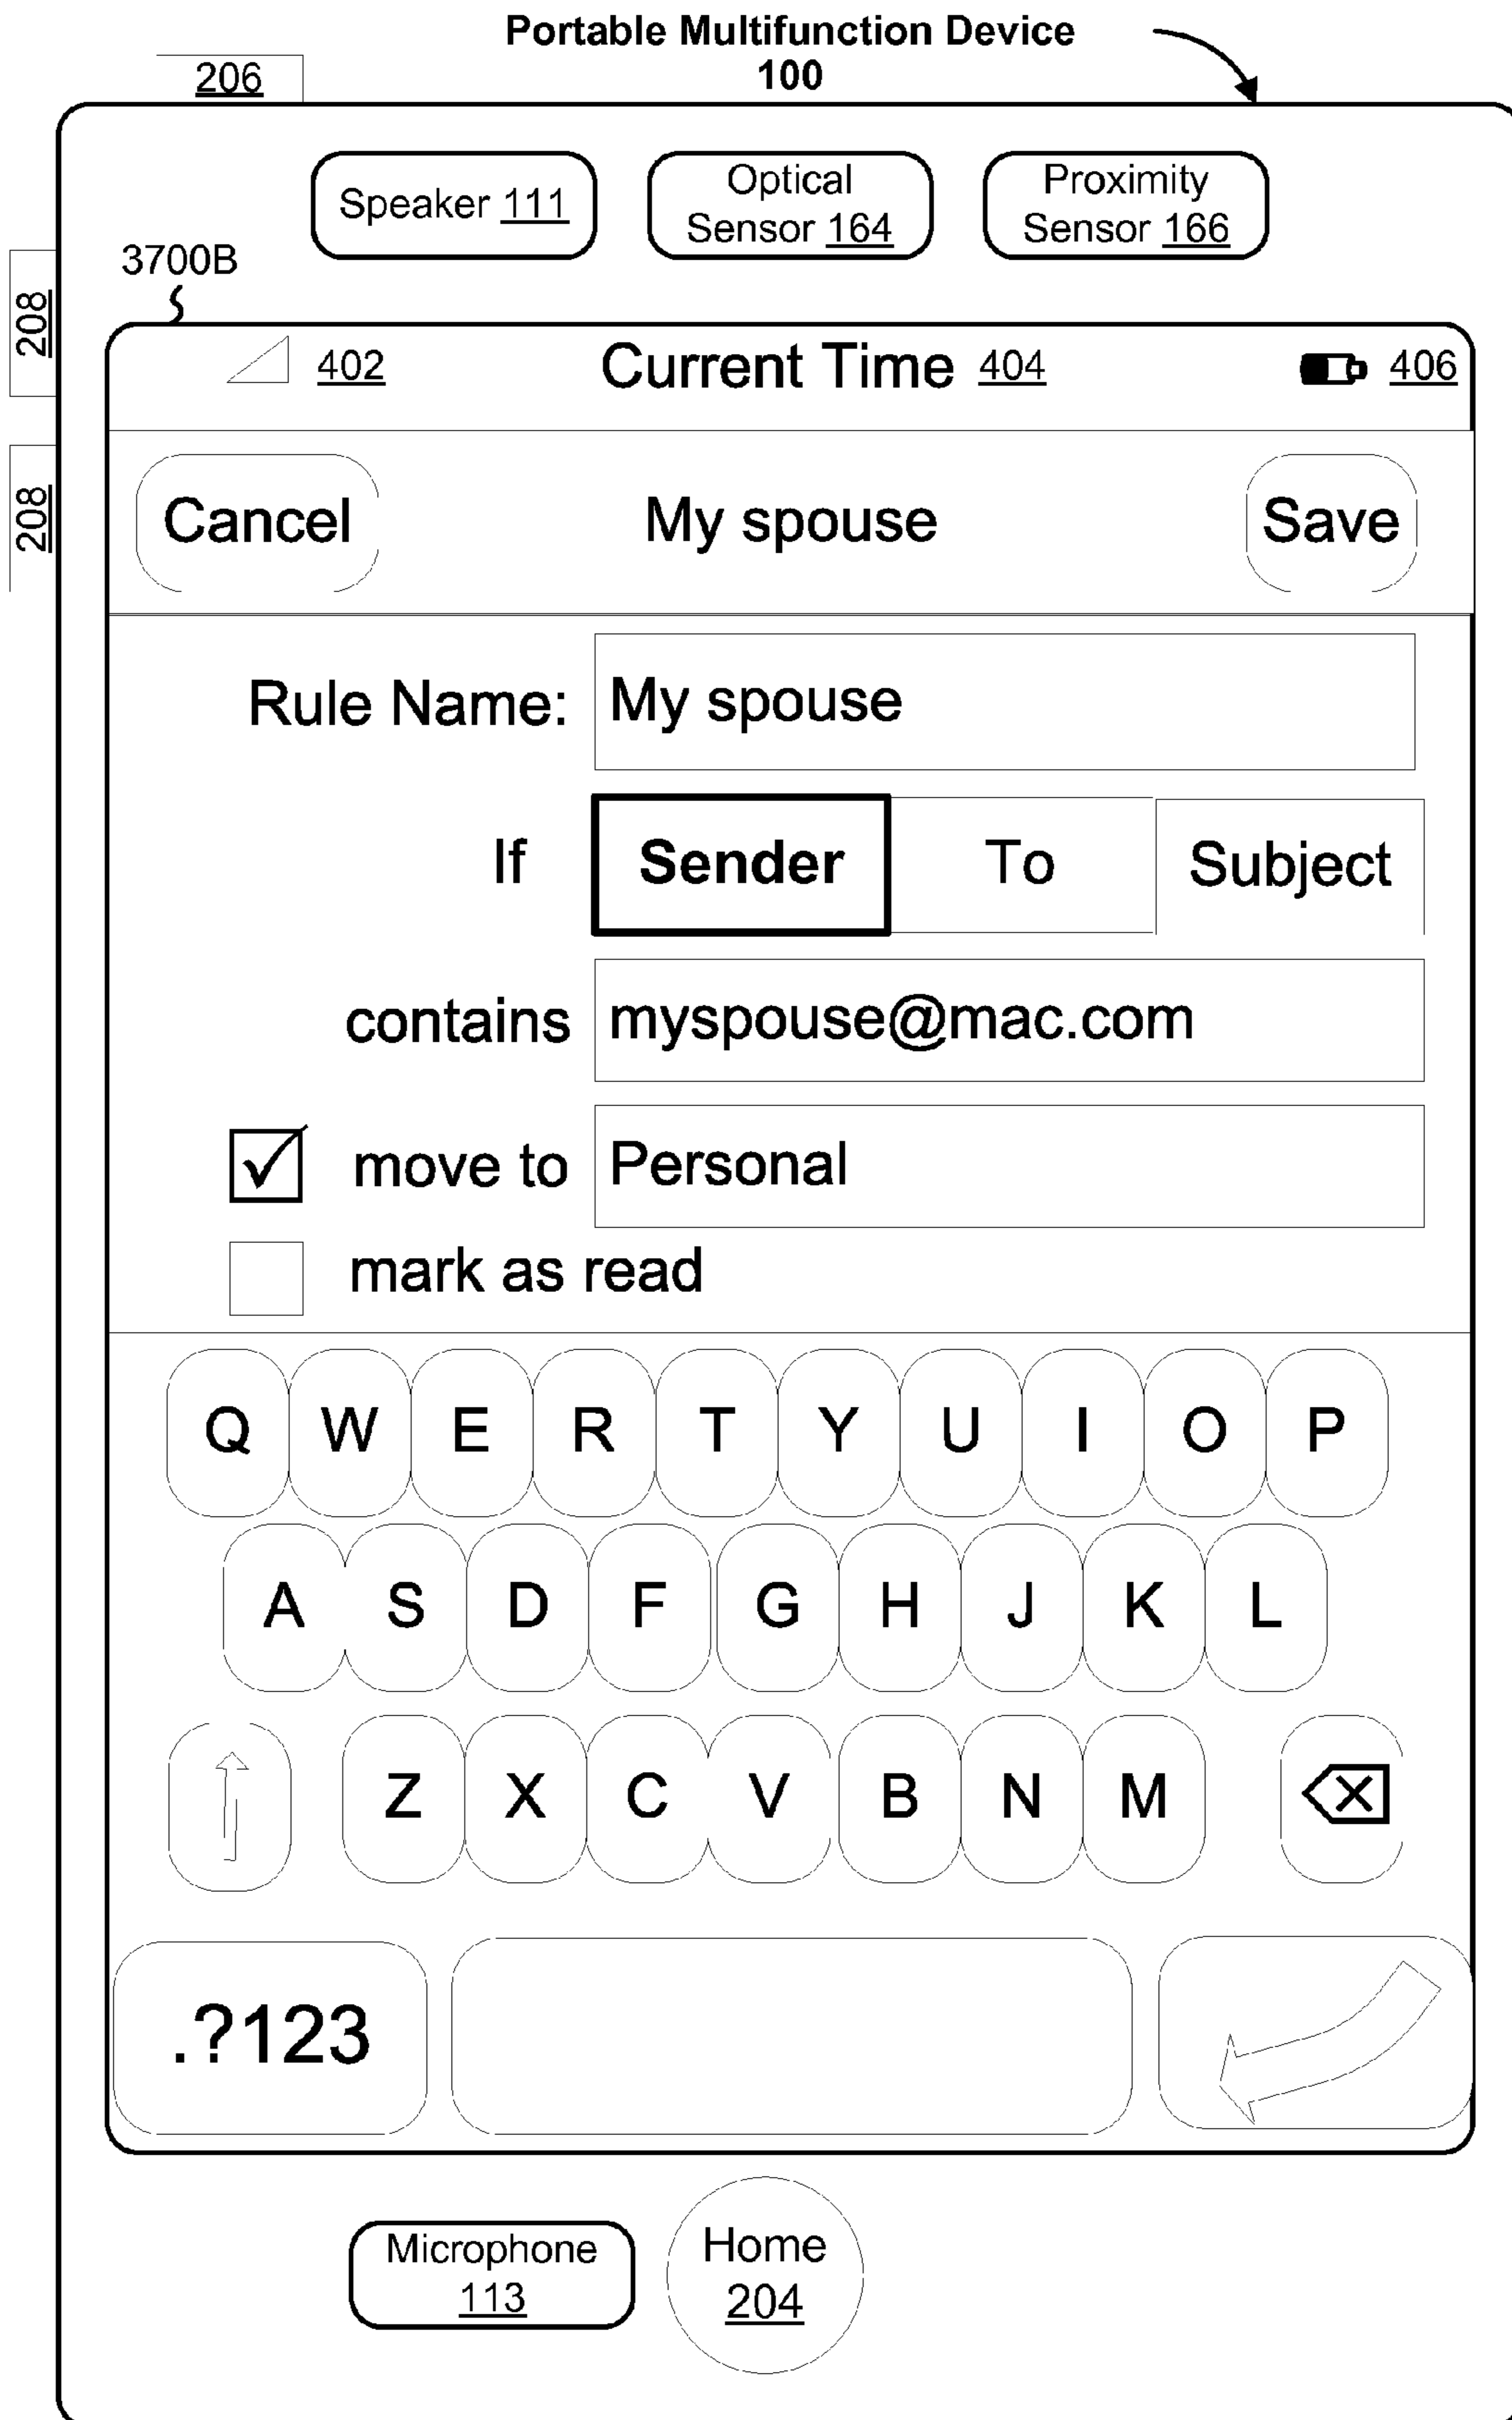 Portable Multifunction Device
100
206
Speaker 111
Optical
Sensor 164
Proximity
Sensor 166
3700B
208
208
402 Current Time 404 406
Cancel My spouse Save
Rule Name: My spouse
If Sender To Subject
contains myspouse@mac.com
move to Personal
mark as read
Q W E R T Y U I O P
A S D F G H J K L
Z X C V B N M
.?123
Microphone
113
Home
204